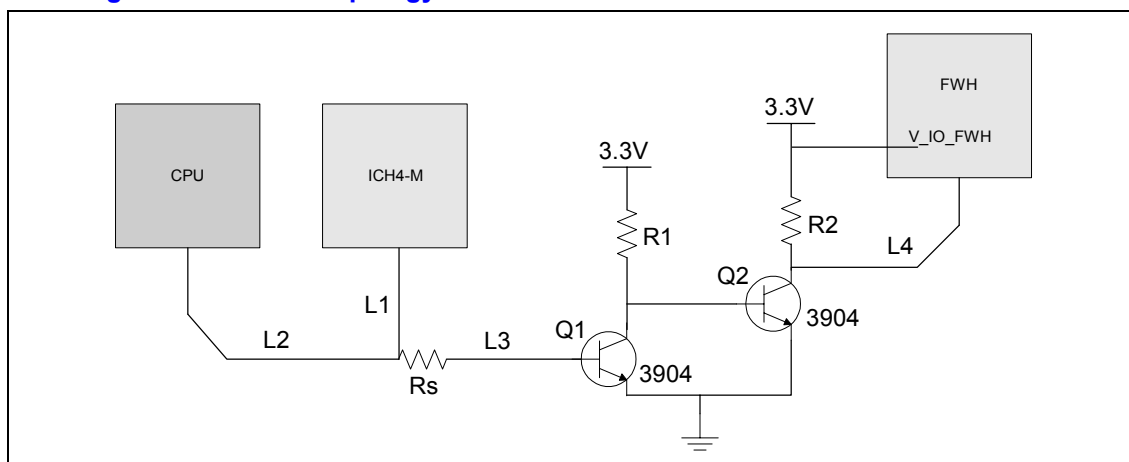 FWH
3.3V
V_IO_FWH
3.3V
CPU
ICH4-M
R1
R2
L4
Q2
L1
3904
Q1
L2
L3
Rs
3904